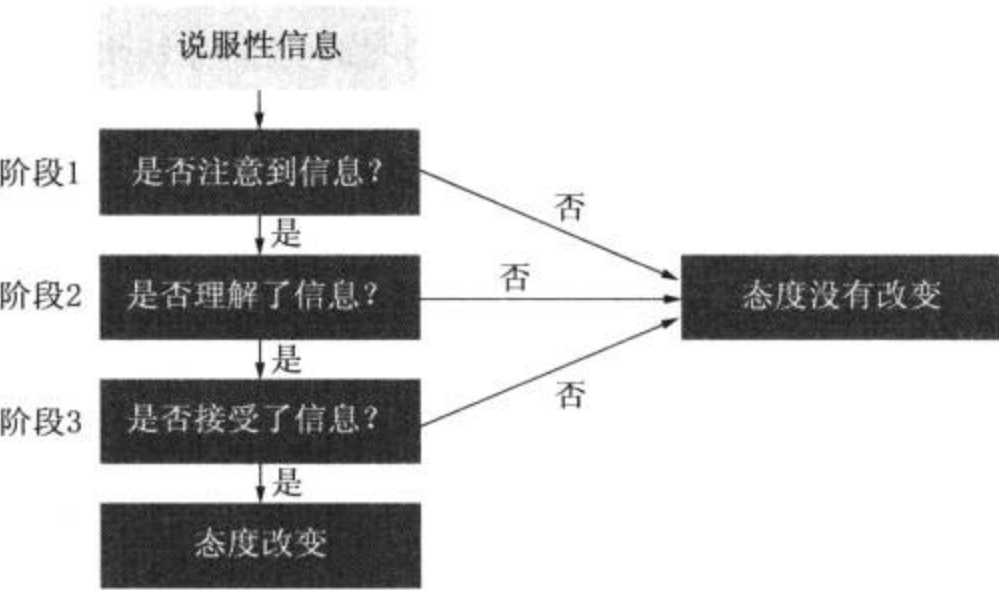 说服性信息
阶段1
是否注意到信息？
否
是
阶段2
是否理解了信息？
否
态度没有改变
是
阶段3
是否接受了信息？
否
是
态度改变